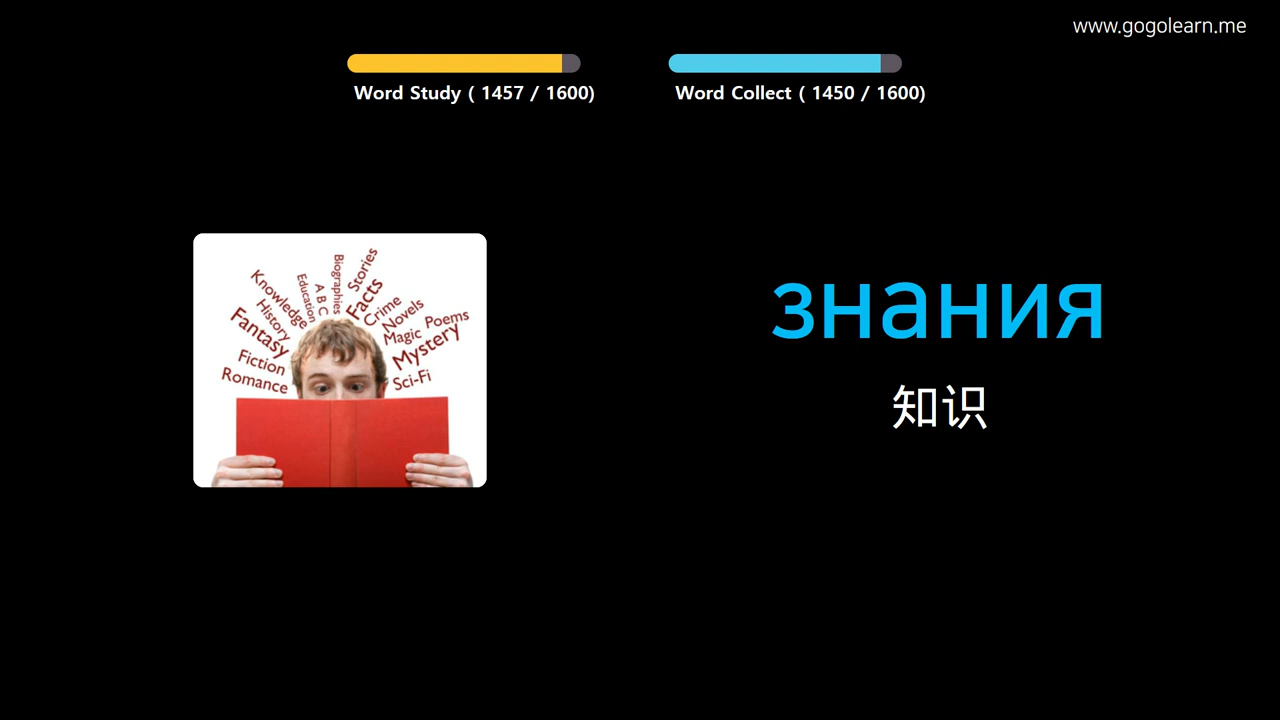 www.gogolearn.me
Word Study ( 1457 / 1600)
Word Collect ( 1450 / 1600)
Stories
Biographies
Facts
Knowledge
Education
A B C
Crime
History
Novels
Fantasy
Magic
Poems
Mystery
Fiction
Romance
Sci-Fi
знания
知识